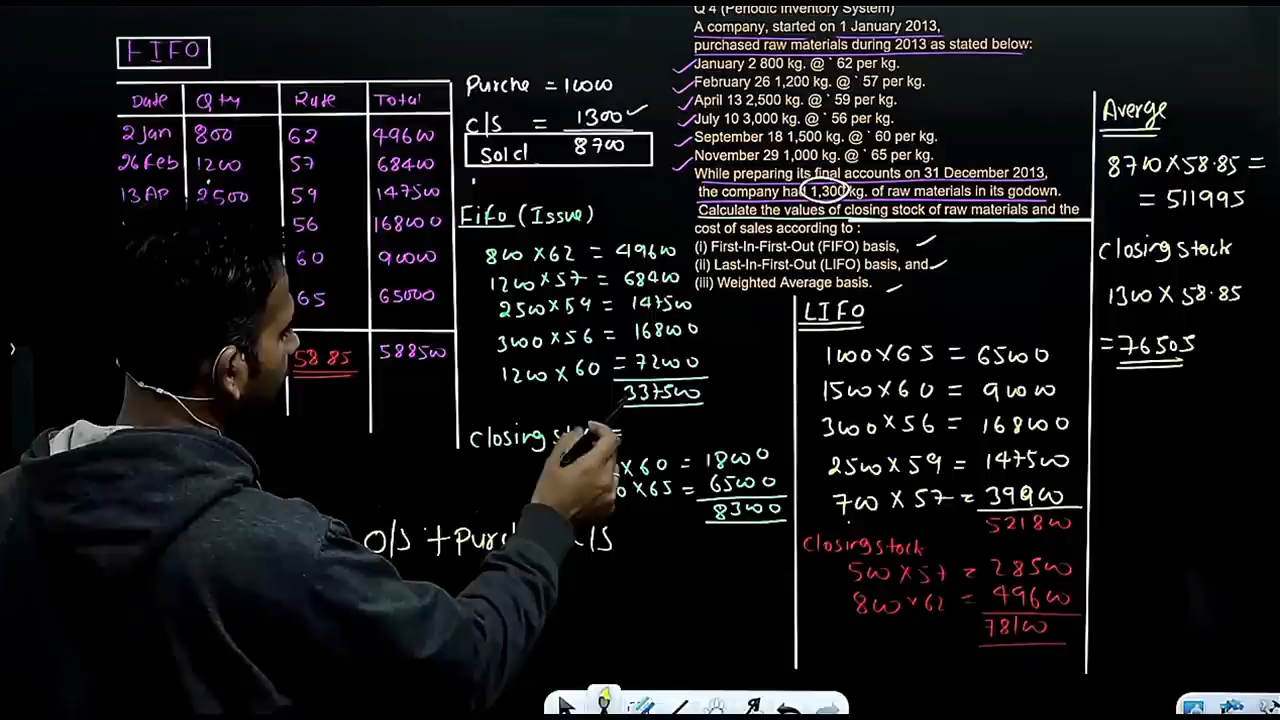 FIFO
Date Qty Rate Total
2 Jan 800 62 49600
26 Feb 1200 57 68400
13 AP 2500 59 147500
56 168000
60 90000
65 65000
58.85 588500
Purche = 10000
C/S = 1300
Sold 8700
Fifo (Issue)
800 × 62 = 49600
1200 × 57 = 68400
2500 × 59 = 147500
3000 × 56 = 168000
1200 × 60 = 72000
337500
Closing
× 60 = 18000
0 × 65 = 65000
83000
O/S + Purc
Q 4 (Periodic Inventory System)
A company, started on 1 January 2013,
purchased raw materials during 2013 as stated below:
January 2 800 kg. @ ` 62 per kg.
February 26 1,200 kg. @ ` 57 per kg.
April 13 2,500 kg. @ ` 59 per kg.
July 10 3,000 kg. @ ` 56 per kg.
September 18 1,500 kg. @ ` 60 per kg.
November 29 1,000 kg. @ ` 65 per kg.
While preparing its final accounts on 31 December 2013,
the company had 1,300 kg. of raw materials in its godown.
Calculate the values of closing stock of raw materials and the
cost of sales according to :
(i) First-In-First-Out (FIFO) basis,
(ii) Last-In-First-Out (LIFO) basis, and
(iii) Weighted Average basis.
LIFO
1000 × 65 = 65000
1500 × 60 = 90000
3000 × 56 = 168000
2500 × 59 = 147500
700 × 57 = 39900
521800
Closing stock
500 × 57 = 28500
800 × 62 = 49600
78100
Averge
8700 × 58.85 =
= 511995
Closing stock
1300 × 58.85
= 76505